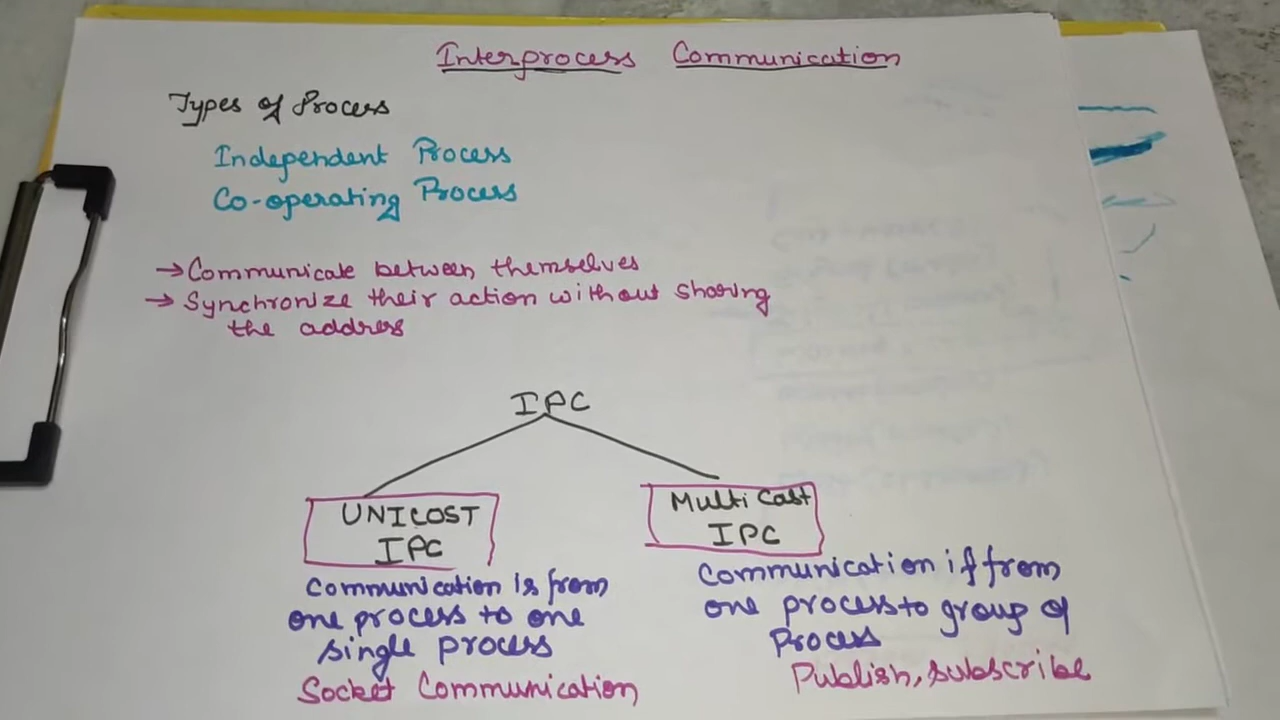 Interprocess Communication
Types of Process
Independent Process
Co-operating Process
→ Communicate between themselves
→ Synchronize their action without sharing
the address
IPC
UNICOST
IPC
Communication is from
one process to one
single process
Socket Communication
Multi Cast
IPC
Communication if from
one process to group of
Process
Publish, subscribe